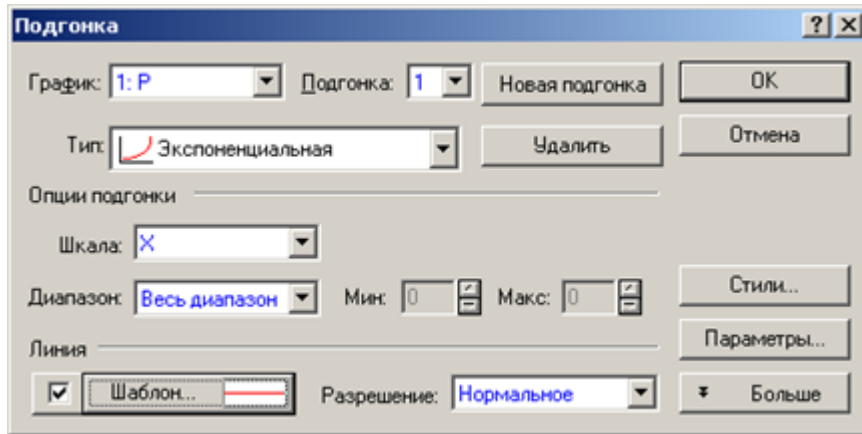 Подгонка
График: 1: P Подгонка: 1 Новая подгонка OK
Тип: Экспоненциальная Удалить Отмена
Опции подгонки
Шкала: X
Диапазон: Весь диапазон Мин: 0 Макс: 0 Стили...
Линия Параметры...
Шаблон... Разрешение: Нормальное Больше